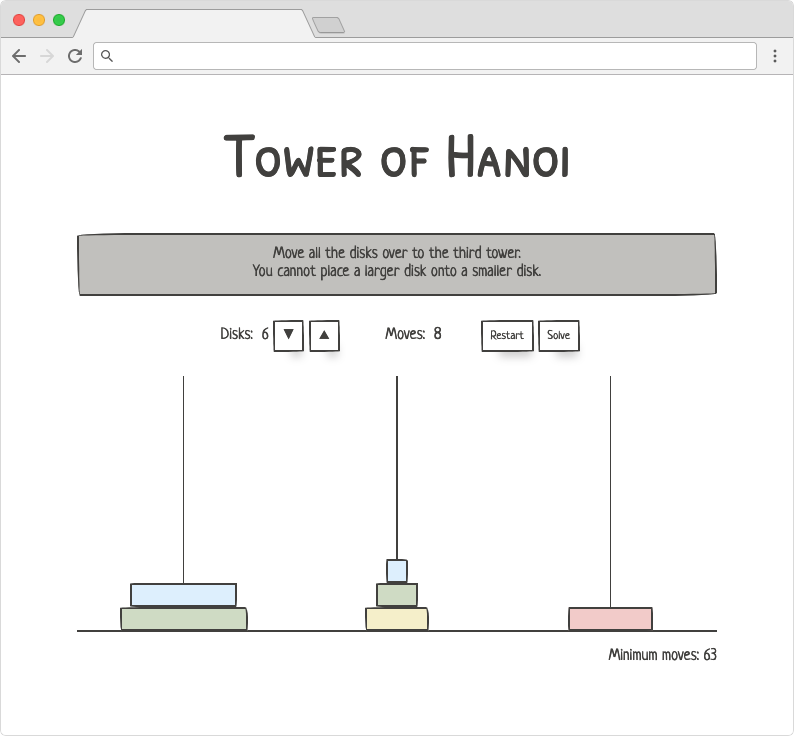 Tower of Hanoi
Move all the disks over to the third tower.
You cannot place a larger disk onto a smaller disk.
Disks: 6 ▼ ▲ Moves: 8 Restart Solve
Minimum moves: 63